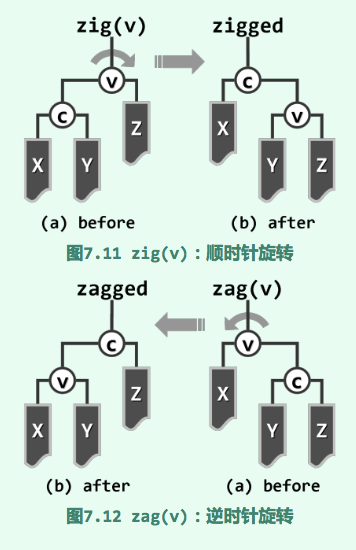 zig(v) zigged
v c
c Z X v
X Y Y Z
(a) before (b) after
图7.11 zig(v)：顺时针旋转
zagged zag(v)
c v
v Z X c
X Y Y Z
(b) after (a) before
图7.12 zag(v)：逆时针旋转